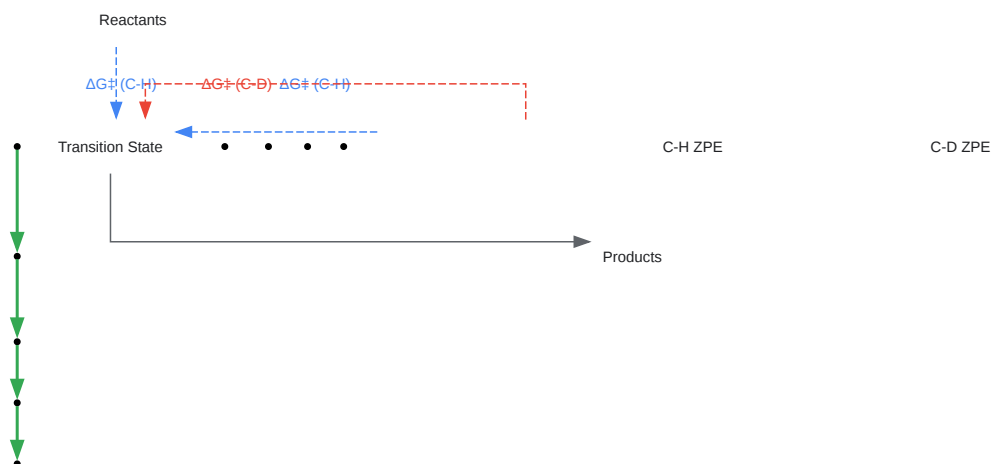 Reactants
ΔG‡ (C-H)
ΔG‡ (C-D)
ΔG‡ (C-H)
Transition State
C-H ZPE
C-D ZPE
Products